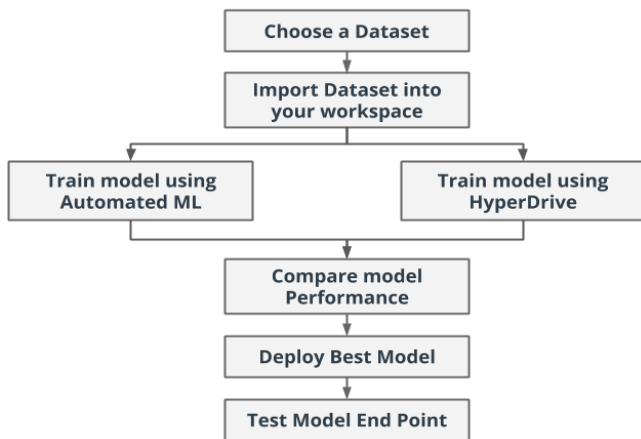 Choose a Dataset
Import Dataset into
your workspace
Train model using
Automated ML
Train model using
HyperDrive
Compare model
Performance
Deploy Best Model
Test Model End Point